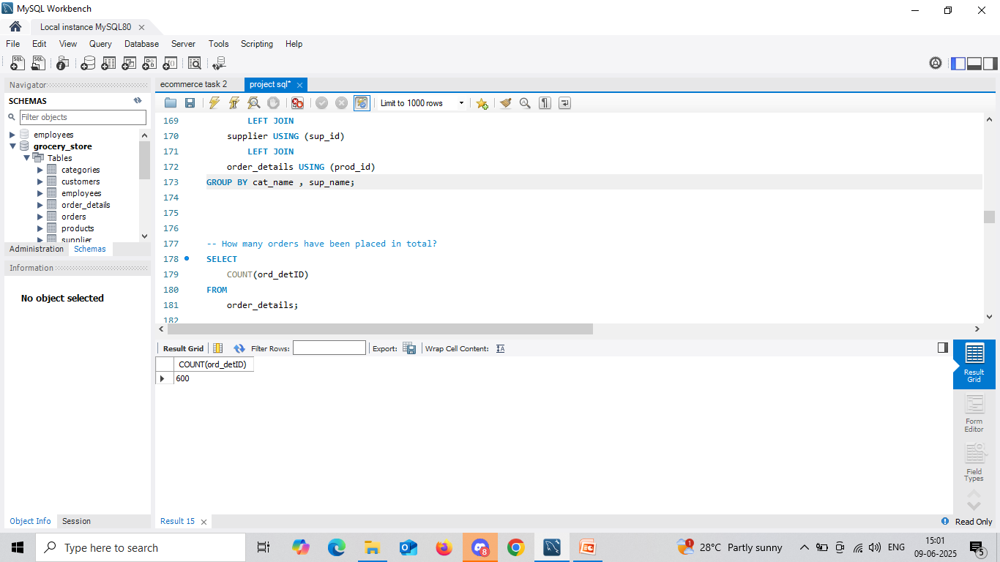 MySQL Workbench
Local instance MySQL80
File Edit View Query Database Server Tools Scripting Help
Navigator
SCHEMAS
Filter objects
employees
grocery_store
Tables
categories
customers
employees
order_details
orders
products
supplier
Administration Schemas
Information
No object selected
Object Info Session
ecommerce task 2 project sql*
Limit to 1000 rows
169 LEFT JOIN
170 supplier USING (sup_id)
171 LEFT JOIN
172 order_details USING (prod_id)
173 GROUP BY cat_name , sup_name;
174
175
176
177 -- How many orders have been placed in total?
178 SELECT
179 COUNT(ord_detID)
180 FROM
181 order_details;
182
Result Grid Filter Rows: Export: Wrap Cell Content:
COUNT(ord_detID)
600
Result Grid
Form Editor
Field Types
Result 15
Read Only
Type here to search
8
1
28°C Partly sunny
ENG
15:01
09-06-2025
5